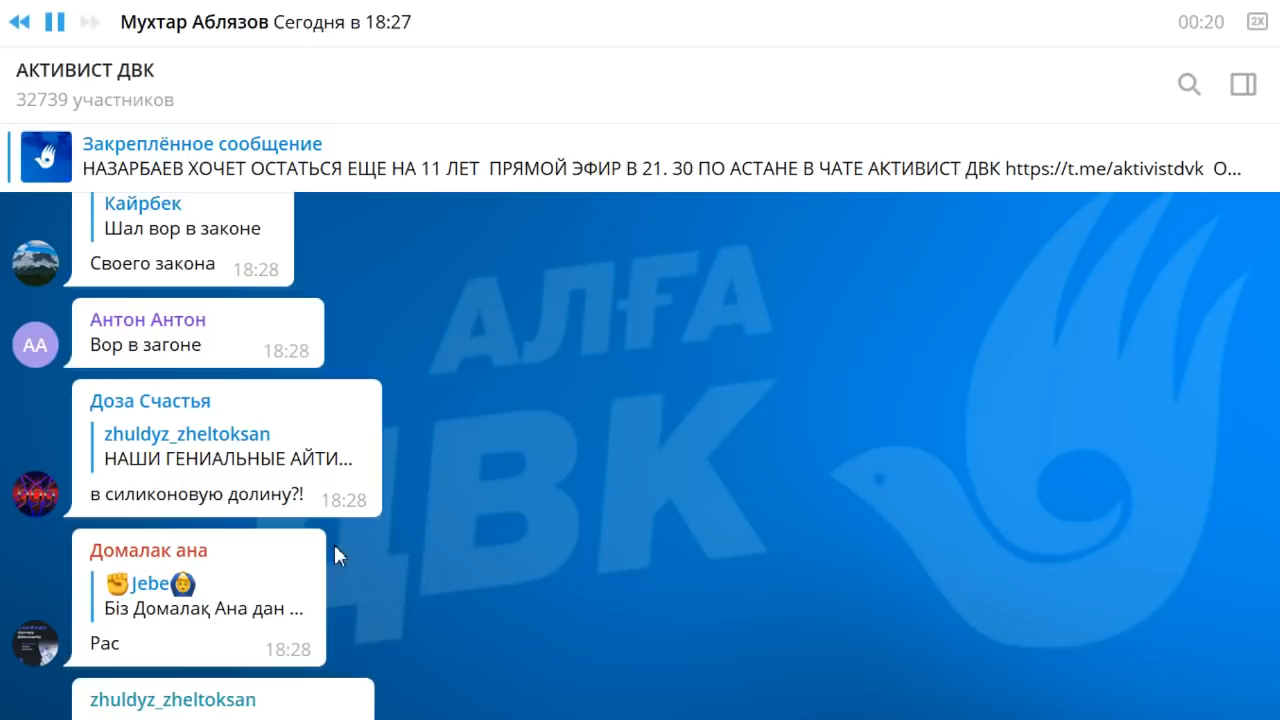 Мухтар Аблязов Сегодня в 18:27
00:20
2X
АКТИВИСТ ДВК
32739 участников
Закреплённое сообщение
НАЗАРБАЕВ ХОЧЕТ ОСТАТЬСЯ ЕЩЕ НА 11 ЛЕТ ПРЯМОЙ ЭФИР В 21. 30 ПО АСТАНЕ В ЧАТЕ АКТИВИСТ ДВК https://t.me/aktivistdvk О...
Кайрбек
Шал вор в законе
Своего закона
18:28
Антон Антон
АА
Вор в загоне
18:28
Доза Счастья
zhuldyz_zheltoksan
НАШИ ГЕНИАЛЬНЫЕ АЙТИ...
в силиконовую долину?!
18:28
Домалак ана
✊Jebe🙆‍♂️
Біз Домалақ Ана дан ...
Рас
18:28
zhuldyz_zheltoksan
АЛҒА
ДВК